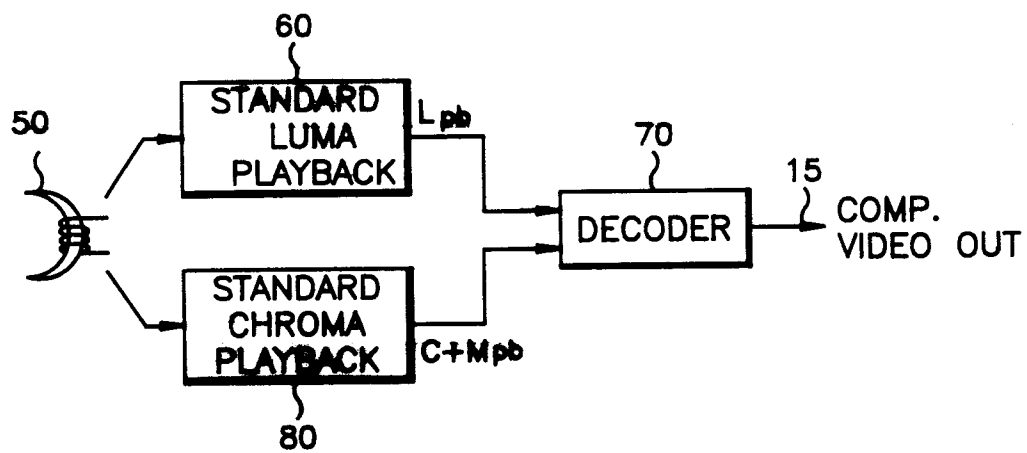 60
STANDARD
LUMA
PLAYBACK
Lpb
50
70
DECODER
15
COMP.
VIDEO OUT
STANDARD
CHROMA
PLAYBACK
C+Mpb
80